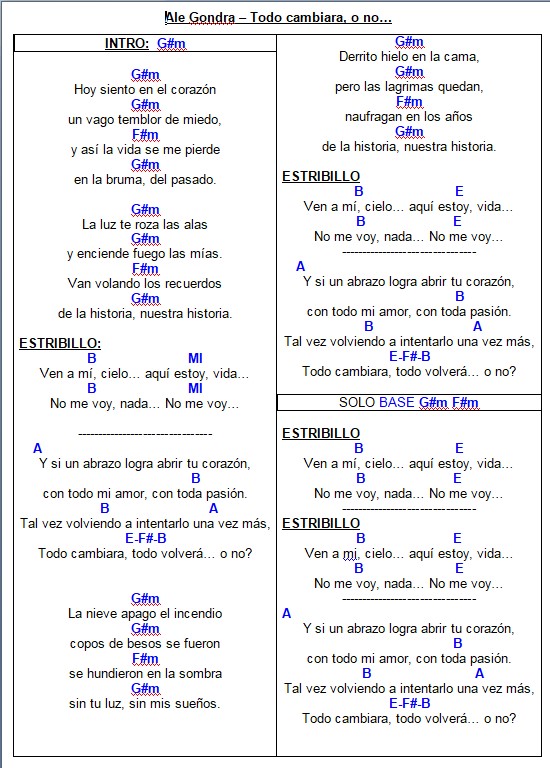 Ale Gondra – Todo cambiara, o no...
INTRO: G#m
G#m
Hoy siento en el corazón
G#m
un vago temblor de miedo,
F#m
y así la vida se me pierde
G#m
en la bruma, del pasado.
G#m
La luz te roza las alas
G#m
y enciende fuego las mías.
F#m
Van volando los recuerdos
G#m
de la historia, nuestra historia.
ESTRIBILLO:
B MI
Ven a mí, cielo... aquí estoy, vida...
B MI
No me voy, nada... No me voy...
--------------------------------
A
Y si un abrazo logra abrir tu corazón,
B
con todo mi amor, con toda pasión.
B A
Tal vez volviendo a intentarlo una vez más,
E-F#-B
Todo cambiara, todo volverá... o no?
G#m
La nieve apago el incendio
G#m
copos de besos se fueron
F#m
se hundieron en la sombra
G#m
sin tu luz, sin mis sueños.
G#m
Derrito hielo en la cama,
G#m
pero las lagrimas quedan,
F#m
naufragan en los años
G#m
de la historia, nuestra historia.
ESTRIBILLO
B E
Ven a mí, cielo... aquí estoy, vida...
B E
No me voy, nada... No me voy...
--------------------------------
A
Y si un abrazo logra abrir tu corazón,
B
con todo mi amor, con toda pasión.
B A
Tal vez volviendo a intentarlo una vez más,
E-F#-B
Todo cambiara, todo volverá... o no?
SOLO BASE G#m F#m
ESTRIBILLO
B E
Ven a mí, cielo... aquí estoy, vida...
B E
No me voy, nada... No me voy...
--------------------------------
ESTRIBILLO
B E
Ven a mi, cielo... aquí estoy, vida...
B E
No me voy, nada... No me voy...
--------------------------------
A
Y si un abrazo logra abrir tu corazón,
B
con todo mi amor, con toda pasión.
B A
Tal vez volviendo a intentarlo una vez más,
E-F#-B
Todo cambiara, todo volverá... o no?